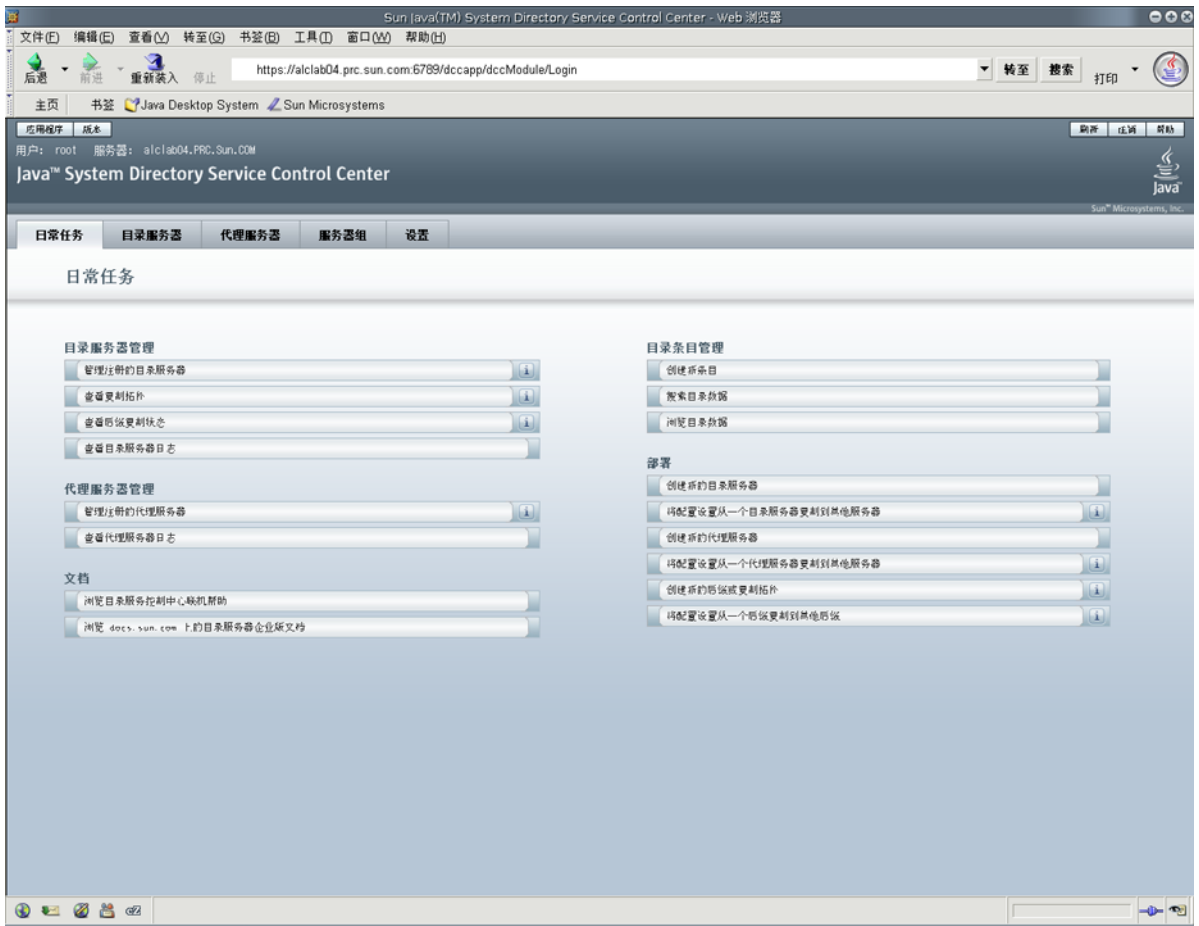 Sun Java(TM) System Directory Service Control Center - Web 浏览器
文件(F) 编辑(E) 查看(V) 转至(G) 书签(B) 工具(T) 窗口(W) 帮助(H)
后退 前进 重新装入 停止 https://alclab04.prc.sun.com:6789/dccapp/dccModule/Login 转至 搜索 打印
主页 书签 Java Desktop System Sun Microsystems
应用程序 版本 刷新 注销 帮助
用户: root 服务器: alclab04.PRC.Sun.COM
Java™ System Directory Service Control Center
Java
Sun™ Microsystems, Inc.
日常任务 目录服务器 代理服务器 服务器组 设置
日常任务
目录服务器管理
管理注册的目录服务器
查看复制拓扑
查看后缀复制状态
查看目录服务器日志
代理服务器管理
管理注册的代理服务器
查看代理服务器日志
文档
浏览目录服务控制中心联机帮助
浏览 docs.sun.com 上的目录服务器企业版文档
目录条目管理
创建新条目
搜索目录数据
浏览目录数据
部署
创建新的目录服务器
将配置设置从一个目录服务器复制到其他服务器
创建新的代理服务器
将配置设置从一个代理服务器复制到其他服务器
创建新的后缀或复制拓扑
将配置设置从一个后缀复制到其他后缀